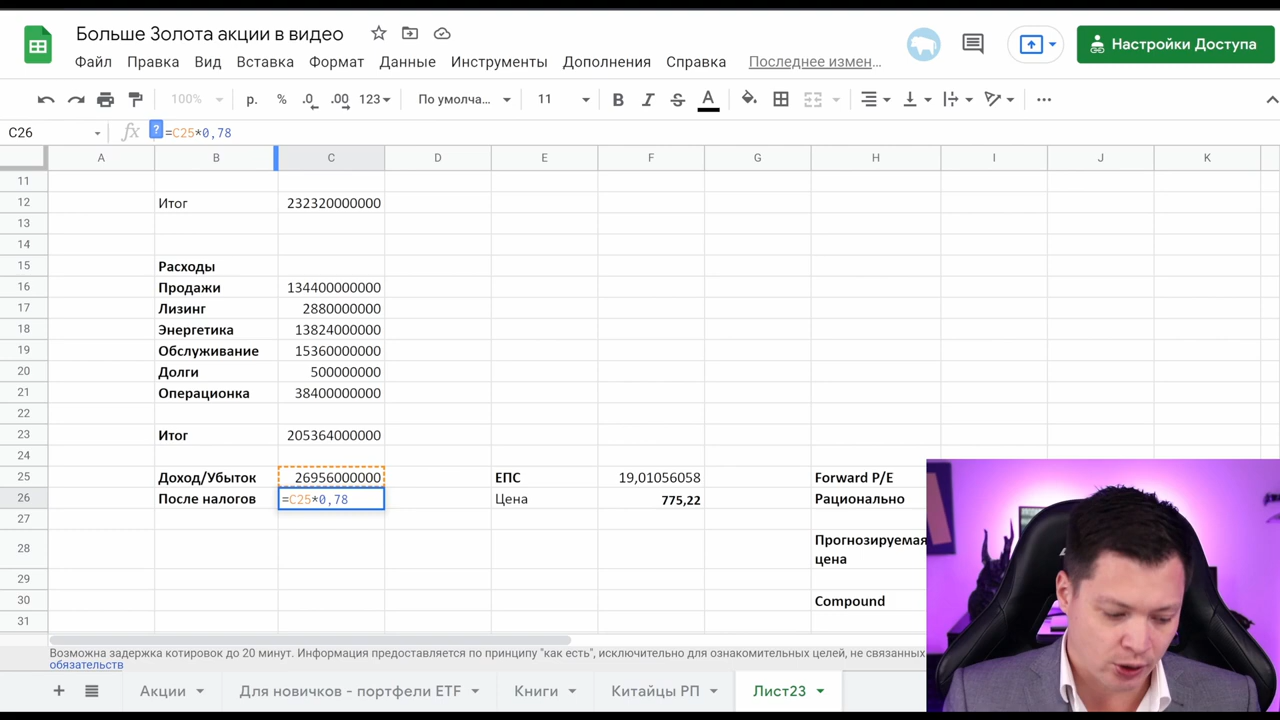 Больше Золота акции в видео
Файл Правка Вид Вставка Формат Данные Инструменты Дополнения Справка Последнее измен…
Настройки Доступа
100% р. % .0 .00 123 По умолча... 11 B I S A
C26 fx ? =C25*0,78
A B C D E F G H I J K
11
12 Итог 232320000000
13
14
15 Расходы
16 Продажи 134400000000
17 Лизинг 2880000000
18 Энергетика 13824000000
19 Обслуживание 15360000000
20 Долги 500000000
21 Операционка 38400000000
22
23 Итог 205364000000
24
25 Доход/Убыток 26956000000 ЕПС 19,01056058 Forward P/E
26 После налогов =C25*0,78 Цена 775,22 Рационально
27
28 Прогнозируемая
цена
29
30 Compound
31
Возможна задержка котировок до 20 минут. Информация предоставляется по принципу "как есть", исключительно для ознакомительных целей, не связанных
обязательств
+ Акции Для новичков - портфели ETF Книги Китайцы РП Лист23